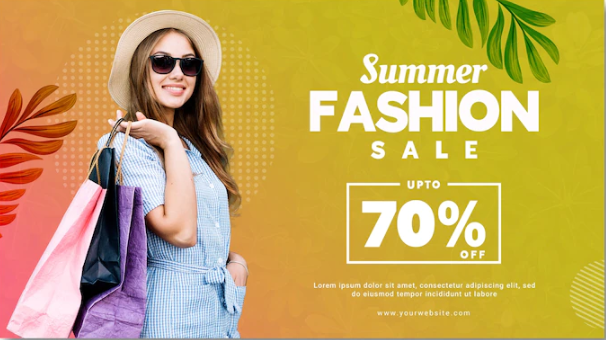 Summer
FASHION
SALE
UPTO
70%
OFF
Lorem ipsum dolor sit amet, consectetur adipiscing elit, sed
do eiusmod tempor incididunt ut labore
www.yourwebsite.com